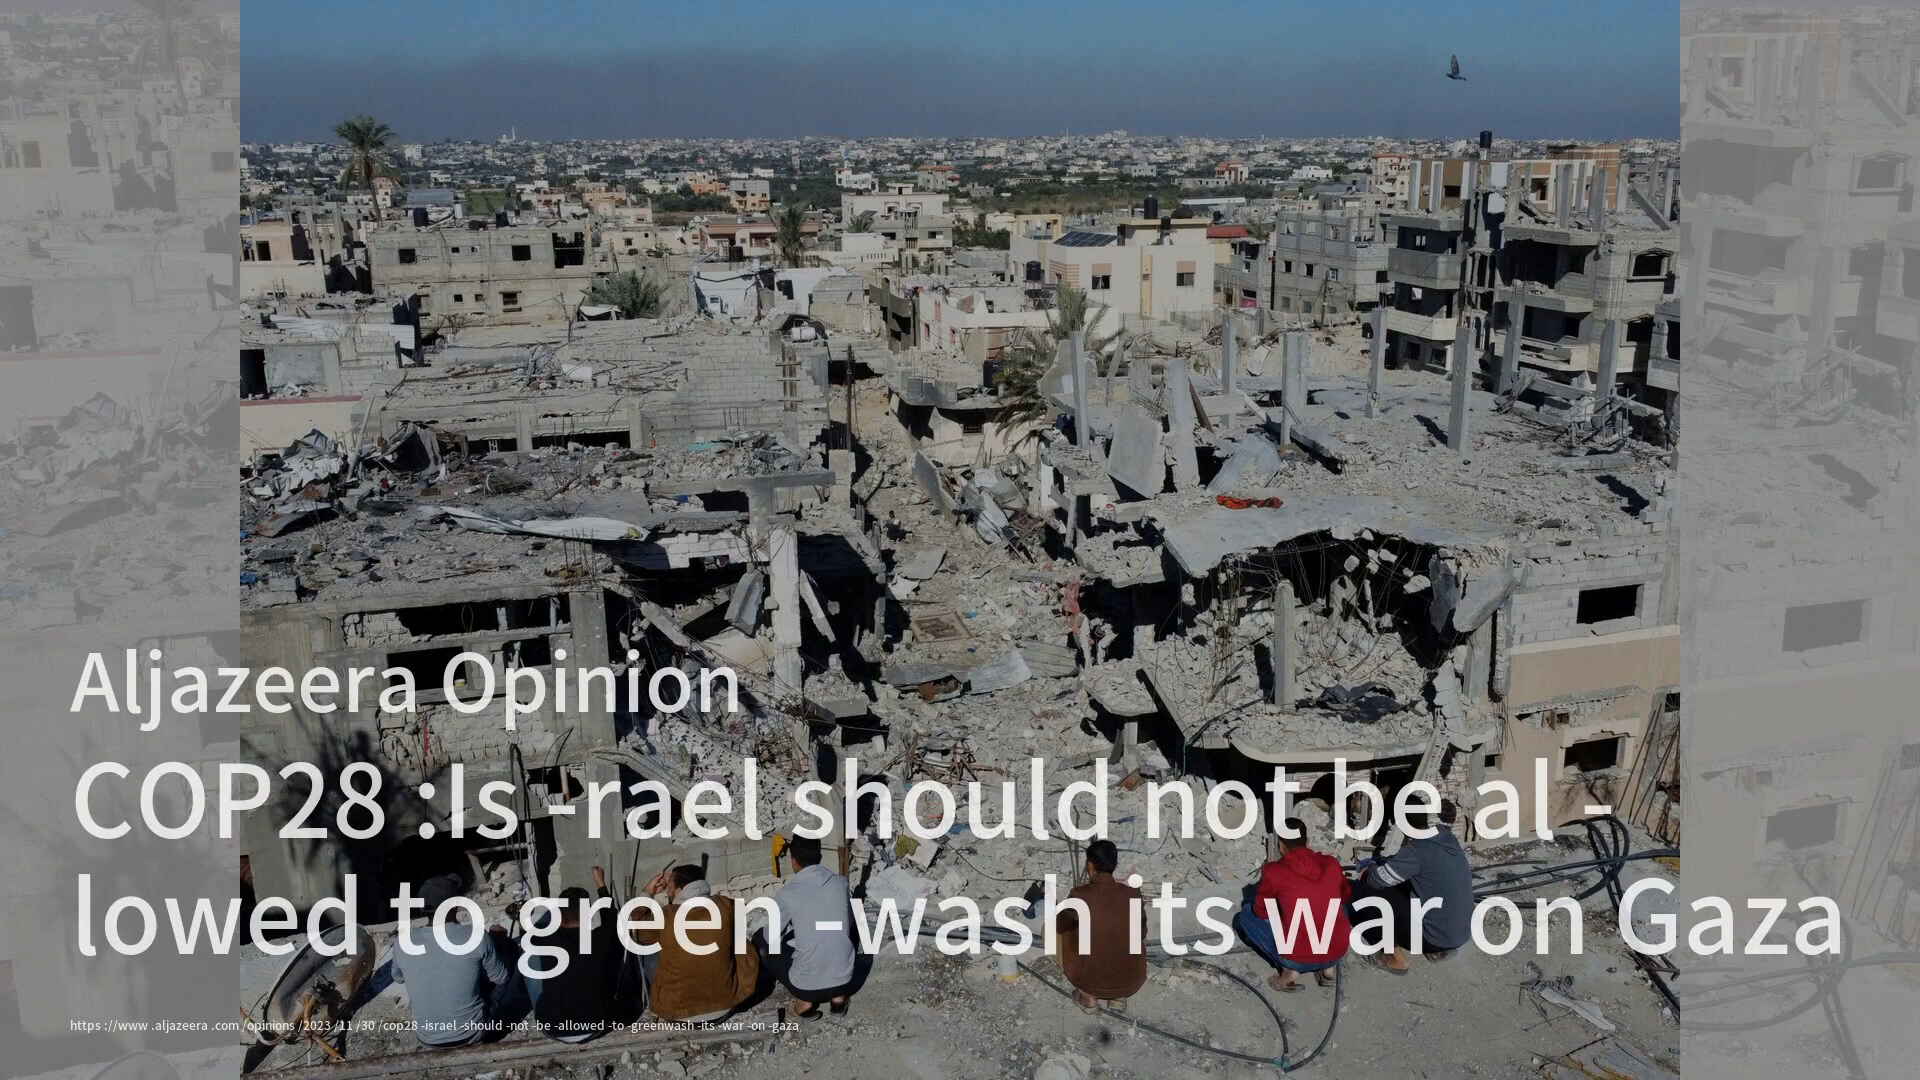 Aljazeera Opinion
COP28 :Is -rael should not be al -
lowed to green -wash its war on Gaza
https://www .aljazeera .com /opinions /2023 /11 /30 /cop28 -israel -should -not -be -allowed -to -greenwash -its -war -on -gaza